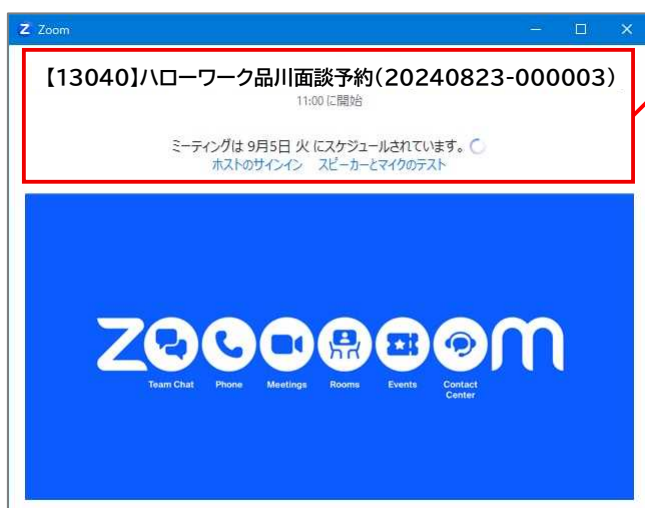 Zoom
【13040】ハローワーク品川面談予約(20240823-000003)
11:00 に開始
ミーティングは 9月5日 火 にスケジュールされています。
ホストのサインイン スピーカーとマイクのテスト
zoom
Team Chat Phone Meetings Rooms Events Contact Center